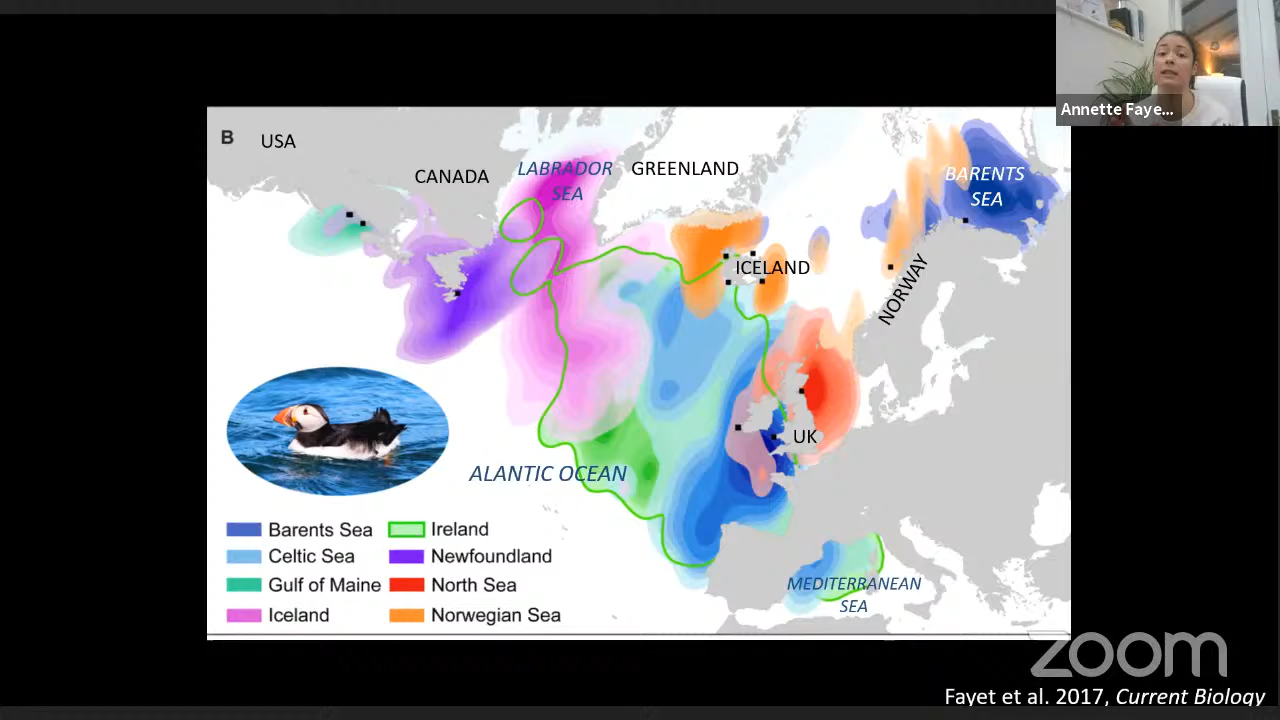 Annette Faye...
B
USA
CANADA
LABRADOR
SEA
GREENLAND
BARENTS
SEA
ICELAND
NORWAY
UK
ALANTIC OCEAN
MEDITERRANEAN
SEA
Barents Sea
Ireland
Celtic Sea
Newfoundland
Gulf of Maine
North Sea
Iceland
Norwegian Sea
zoom
Fayet et al. 2017, Current Biology